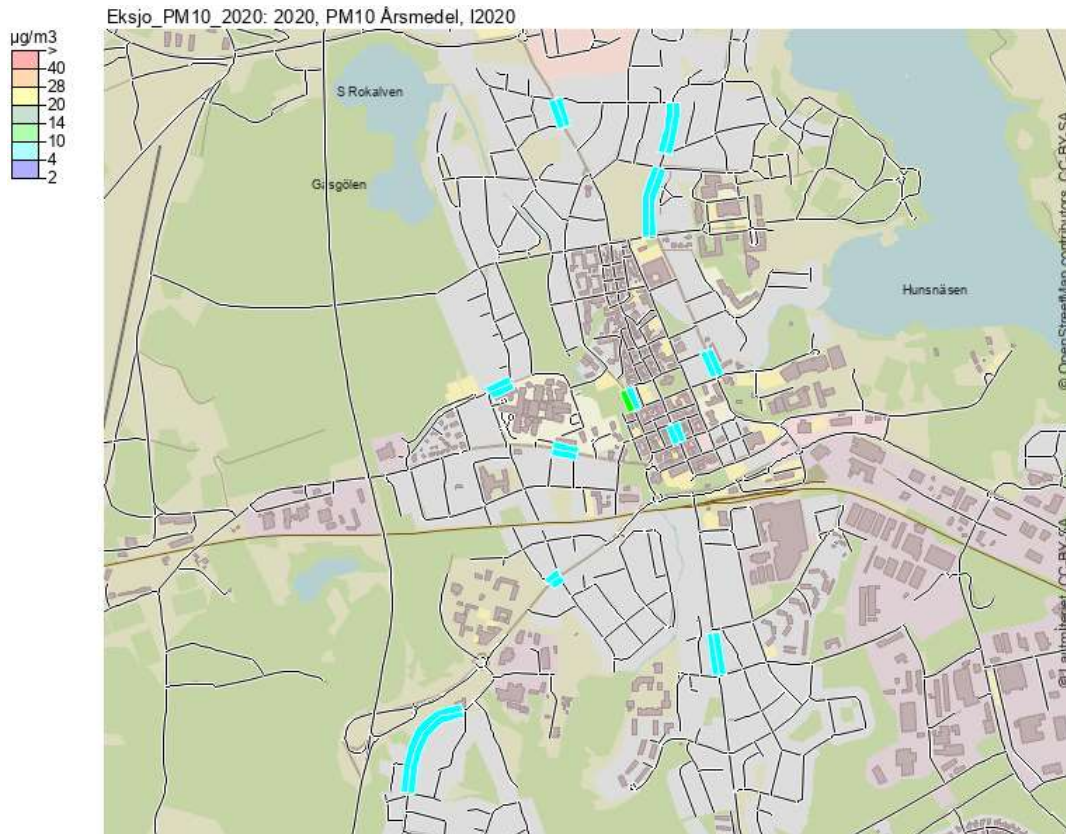 Eksjo_PM10_2020: 2020, PM10 Årsmedel, I2020
µg/m3
>
40
28
20
14
10
4
2
S Rokalven
Gasgölen
Hunsnäsen
© OpenStreetMap contributors, CC BY-SA